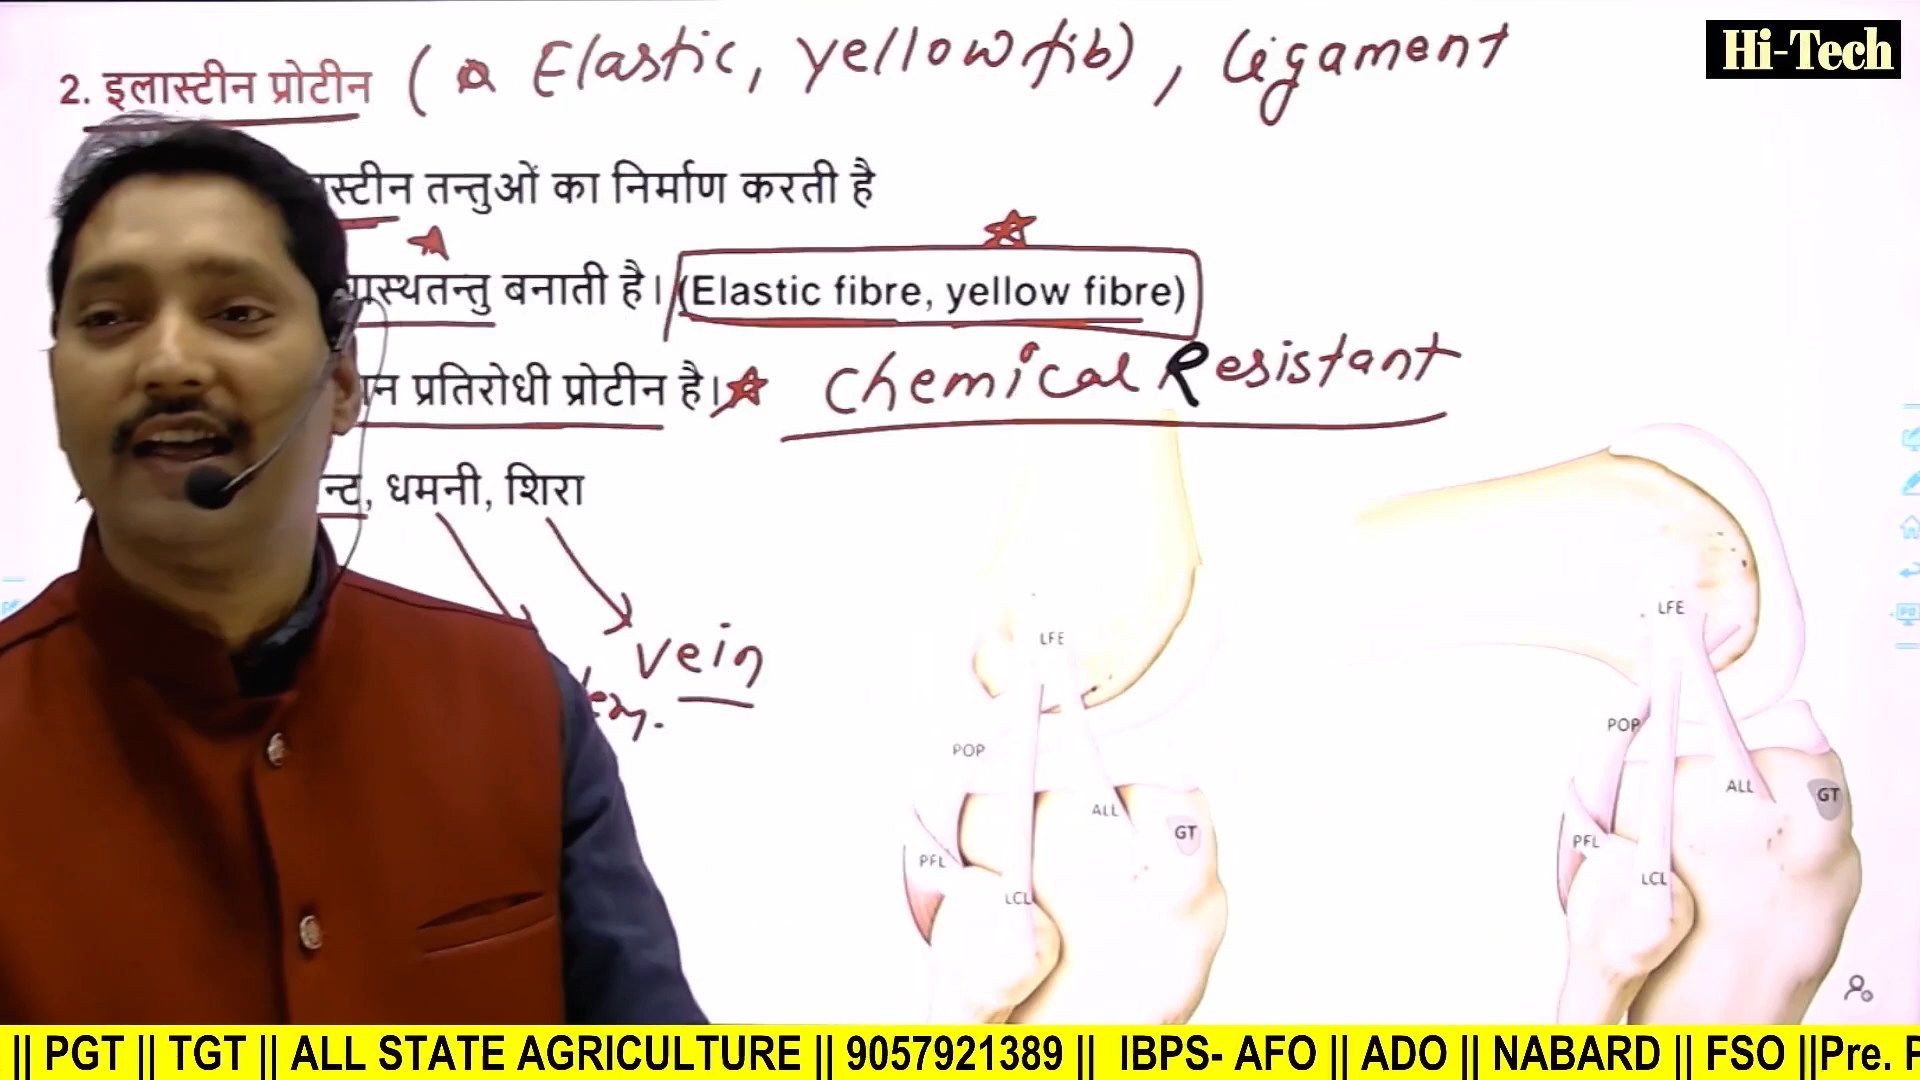 Hi-Tech
2. इलास्टीन प्रोटीन ( Elastic, yellow fib) , ligament
तन्तुओं का निर्माण करती है
बनाती है। (Elastic fibre, yellow fibre)
प्रतिरोधी प्रोटीन है। Chemical Resistant
धमनी, शिरा
vein
LFE
LFE
POP
POP
ALL
ALL
GT
GT
PFL
PFL
LCL
LCL
|| PGT || TGT || ALL STATE AGRICULTURE || 9057921389 || IBPS- AFO || ADO || NABARD || FSO ||Pre.